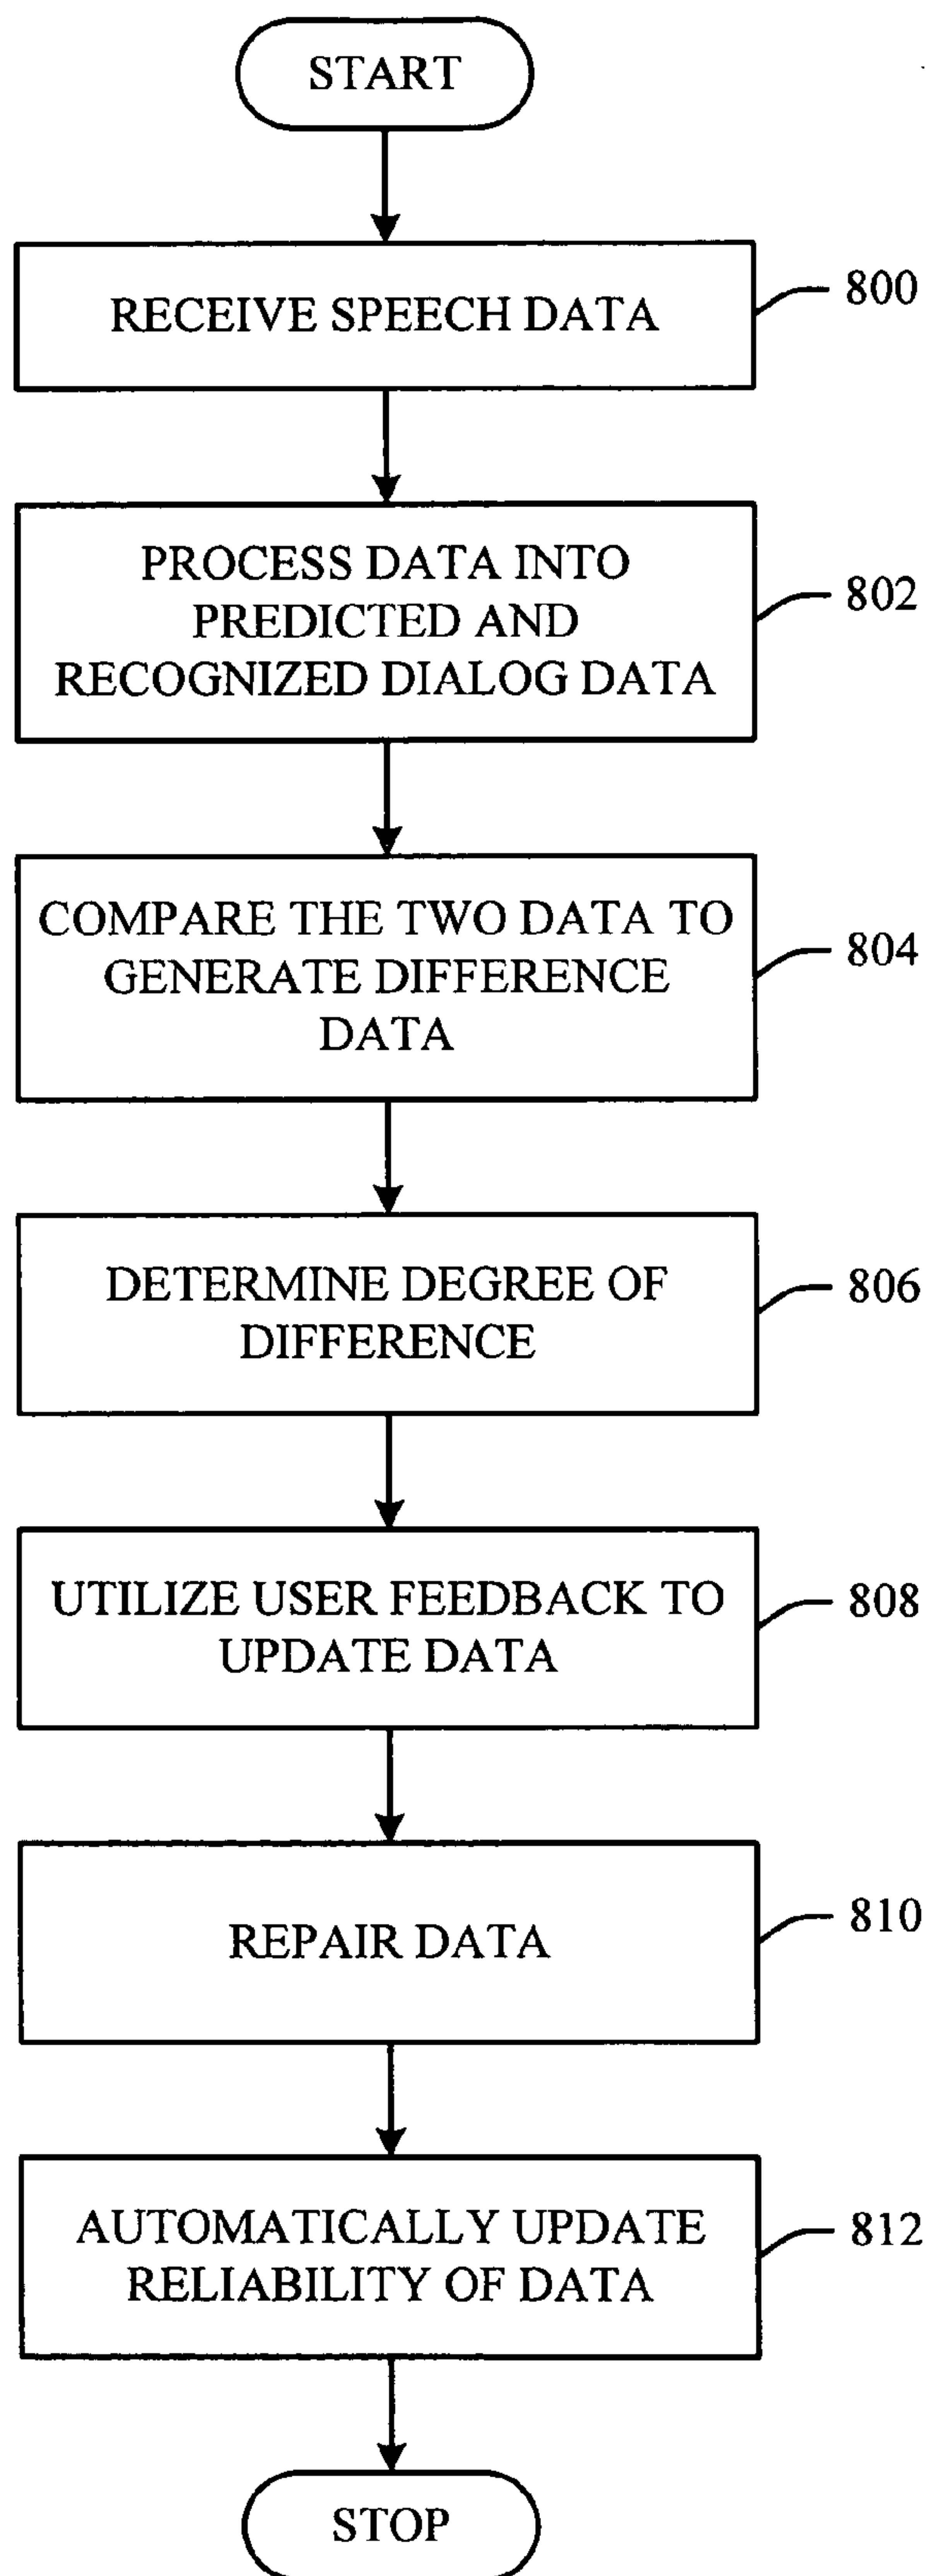 START
RECEIVE SPEECH DATA
800
PROCESS DATA INTO
PREDICTED AND
RECOGNIZED DIALOG DATA
802
COMPARE THE TWO DATA TO
GENERATE DIFFERENCE
DATA
804
DETERMINE DEGREE OF
DIFFERENCE
806
UTILIZE USER FEEDBACK TO
UPDATE DATA
808
REPAIR DATA
810
AUTOMATICALLY UPDATE
RELIABILITY OF DATA
812
STOP